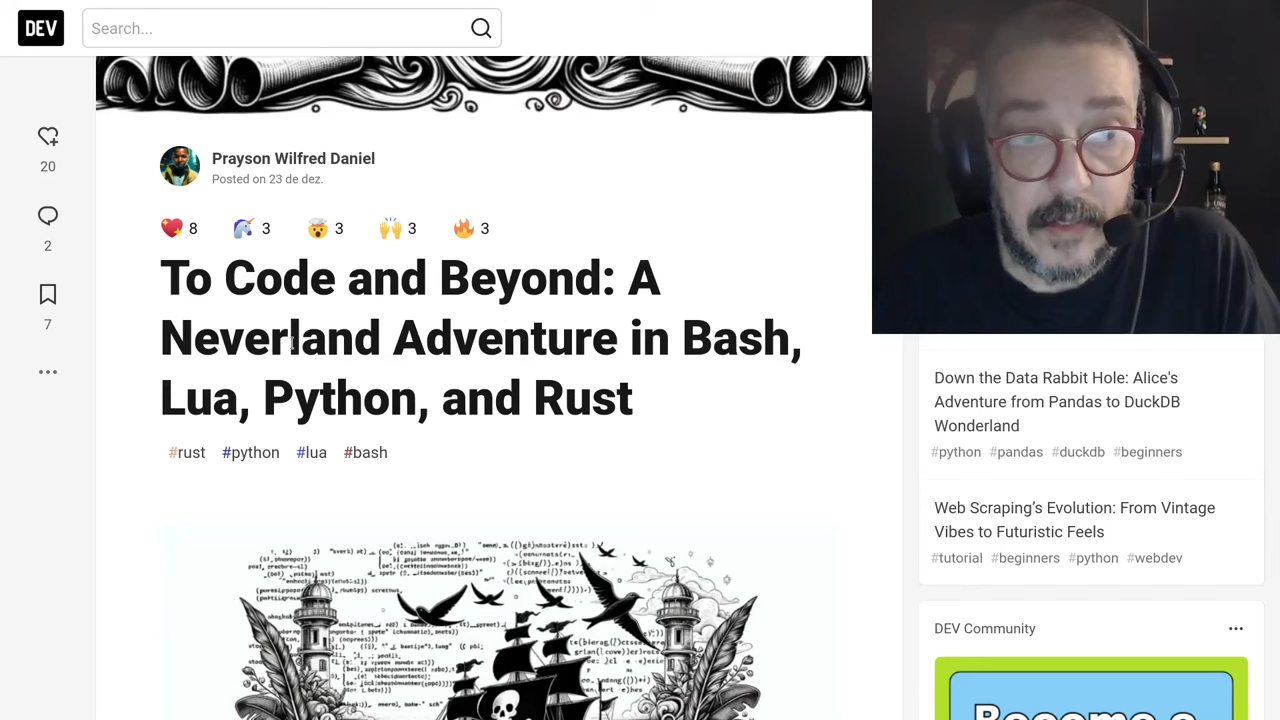 DEV
Search...
20
2
7
Prayson Wilfred Daniel
Posted on 23 de dez.
8
3
3
3
3
To Code and Beyond: A
Neverland Adventure in Bash,
Lua, Python, and Rust
#rust #python #lua #bash
Down the Data Rabbit Hole: Alice's
Adventure from Pandas to DuckDB
Wonderland
#python #pandas #duckdb #beginners
Web Scraping’s Evolution: From Vintage
Vibes to Futuristic Feels
#tutorial #beginners #python #webdev
DEV Community